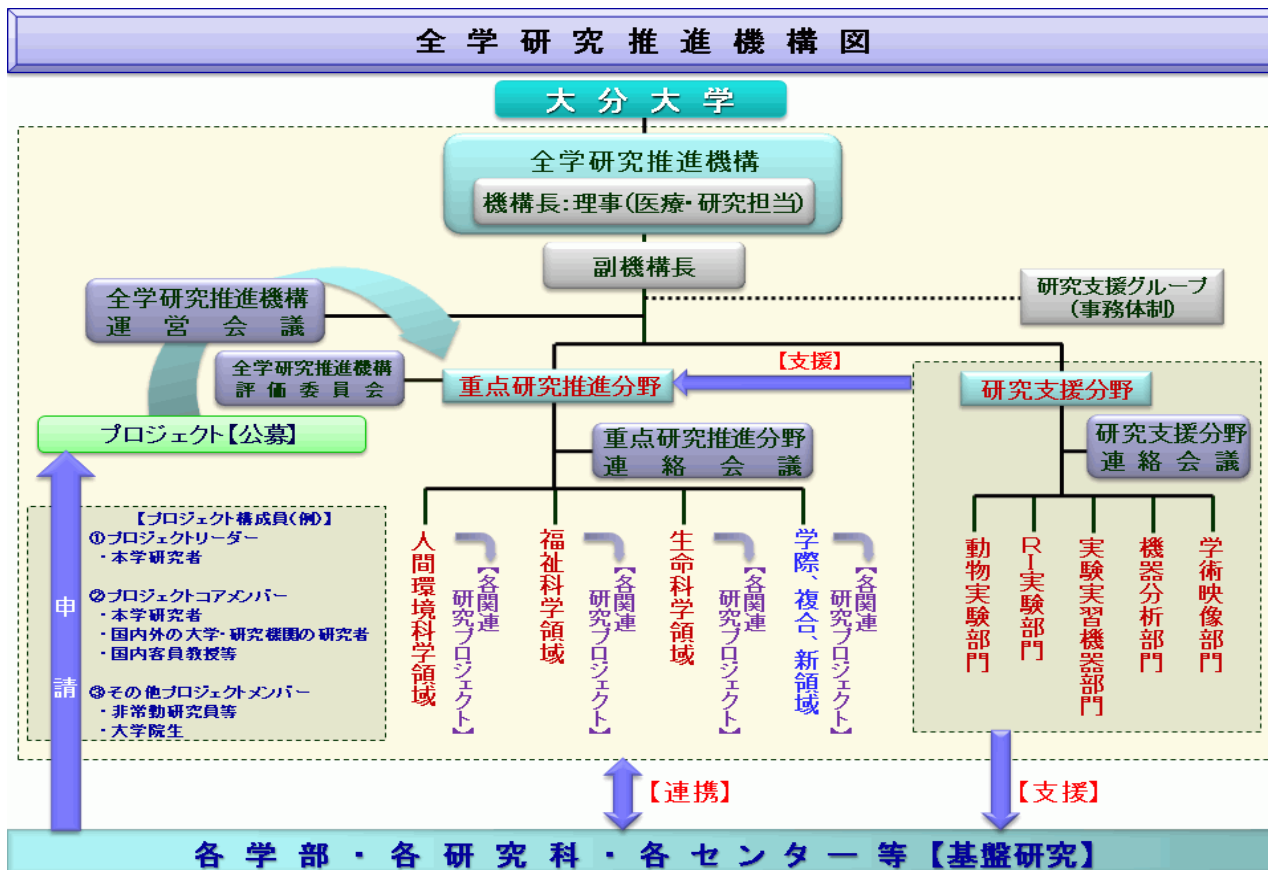 全学研究推進機構図
大分大学
全学研究推進機構
機構長:理事(医療・研究担当)
副機構長
全学研究推進機構
運営会議
研究支援グループ
(事務体制)
全学研究推進機構
評価委員会
重点研究推進分野
【支援】
研究支援分野
プロジェクト【公募】
重点研究推進分野
連絡会議
研究支援分野
連絡会議
【プロジェクト構成員(例)】
①プロジェクトリーダー
・本学研究者
②プロジェクトコアメンバー
・本学研究者
・国内外の大学・研究機関の研究者
・国内客員教授等
③その他プロジェクトメンバー
・非常勤研究員等
・大学院生
申請
人間環境科学領域
【各関連
研究プロジェクト】
福祉科学領域
【各関連
研究プロジェクト】
生命科学領域
【各関連
研究プロジェクト】
学際、複合、新領域
【各関連
研究プロジェクト】
動物実験部門
RI実験部門
実験実習機器部門
機器分析部門
学術映像部門
【連携】
【支援】
各学部・各研究科・各センター等【基盤研究】